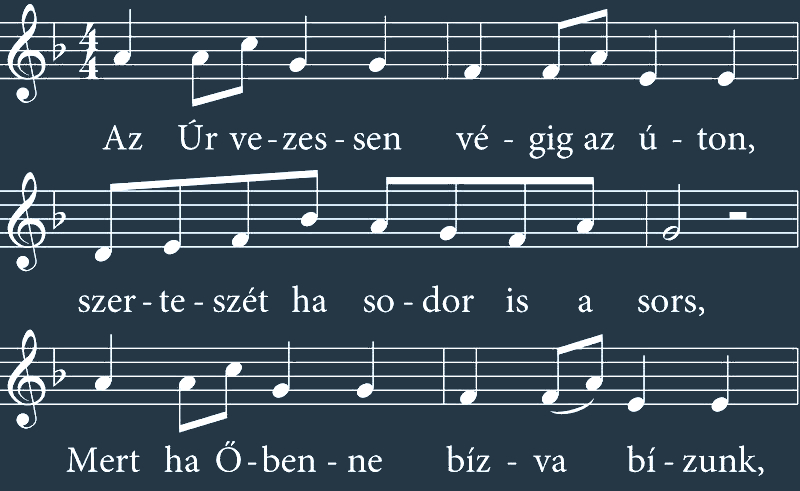 Az Úr ve-zes-sen vé-gig az ú-ton,
szer-te-szét ha so-dor is a sors,
Mert ha Ő-ben-ne bíz-va bí-zunk,